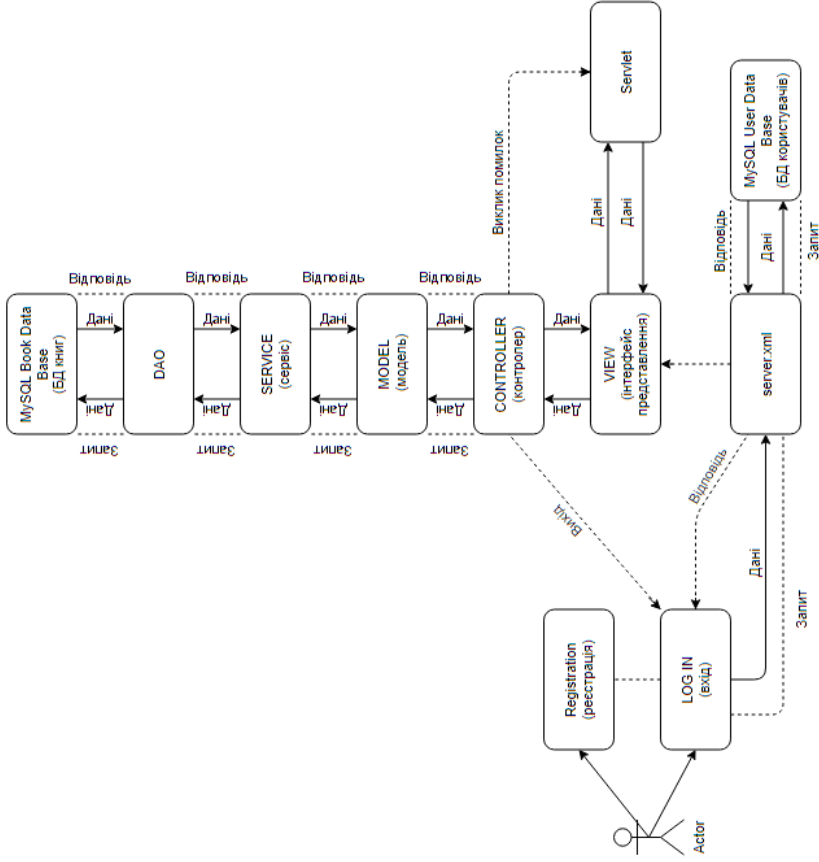 MySQL Book Data
Base
(БД книг)
Запит
Дані
Дані
Відповідь
DAO
Запит
Дані
Дані
Відповідь
SERVICE
(сервіс)
Запит
Дані
Дані
Відповідь
MODEL
(модель)
Запит
Дані
Дані
Відповідь
CONTROLLER
(контролер)
Виклик помилок
Вихід
Дані
Дані
VIEW
(інтерфейс
представлення)
Дані
Дані
Servlet
Registration
(реєстрація)
LOG IN
(вхід)
Actor
Відповідь
Дані
Запит
server.xml
Відповідь
Дані
Запит
MySQL User Data
Base
(БД користувачів)